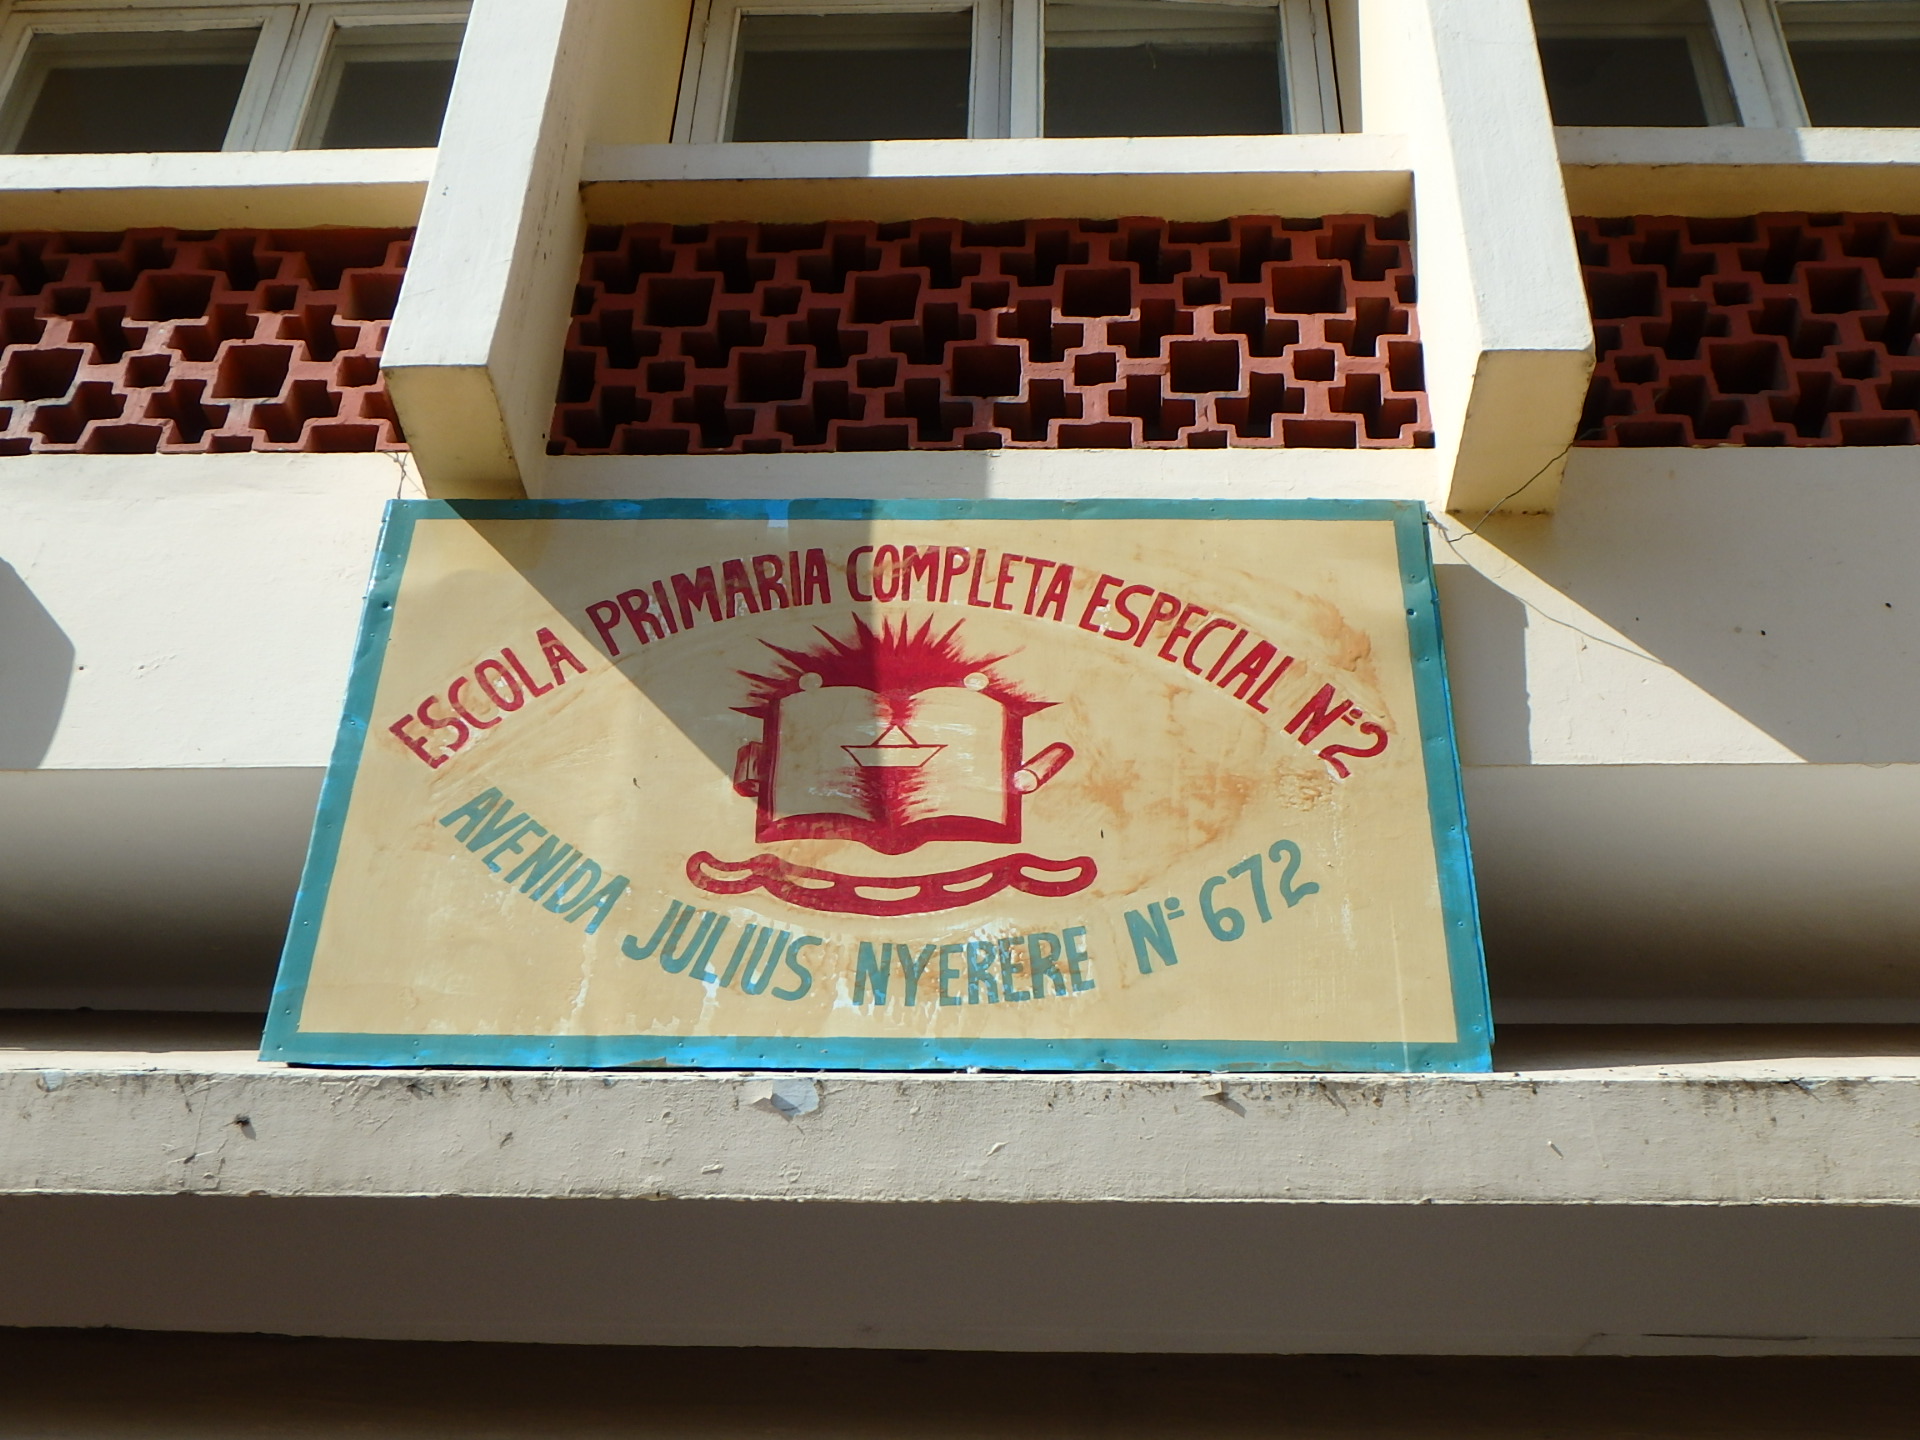 ESCOLA PRIMARIA COMPLETA ESPECIAL Nº2
AVENIDA JULIUS NYERERE Nº 672